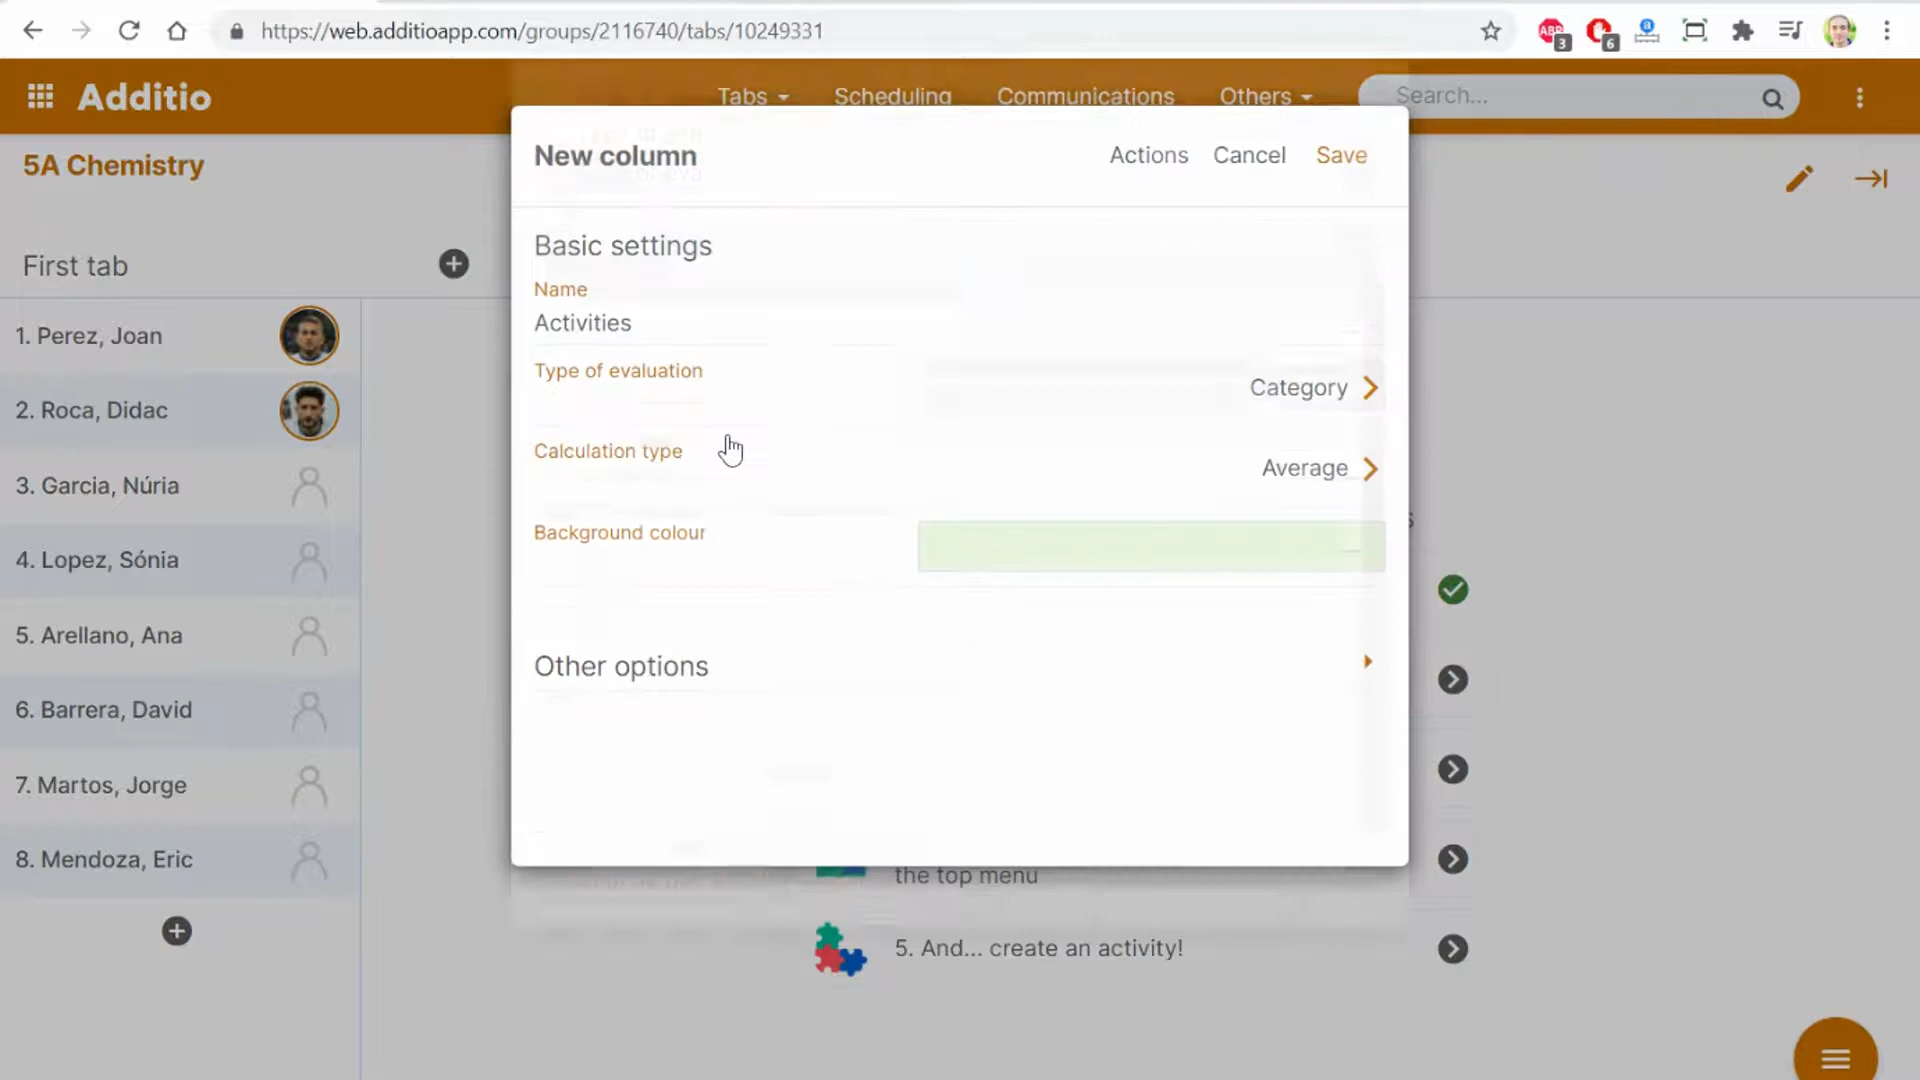 https://web.additioapp.com/groups/2116740/tabs/10249331
ABP
3
6
a
Additio
Tabs
Scheduling
Communications
Others
Search...
5A Chemistry
New column
Actions
Cancel
Save
Basic settings
First tab
Name
Activities
1. Perez, Joan
Type of evaluation
Category
2. Roca, Didac
Calculation type
Average
3. Garcia, Núria
Background colour
4. Lopez, Sónia
5. Arellano, Ana
Other options
6. Barrera, David
7. Martos, Jorge
8. Mendoza, Eric
the top menu
5. And... create an activity!